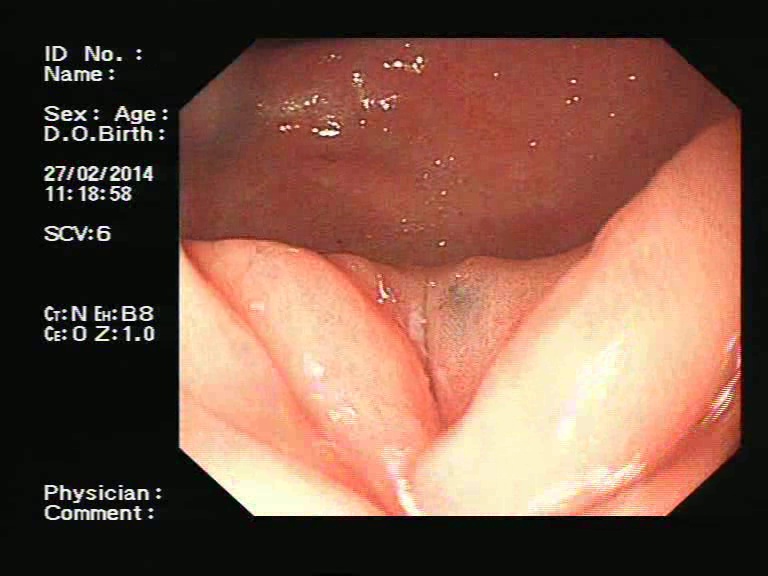 ID No. :
Name:
Sex: Age:
D.O.Birth:
27/02/2014
11:18:58
SCV:6
CT:N EH:B8
CE:0 Z:1.0
Physician:
Comment: